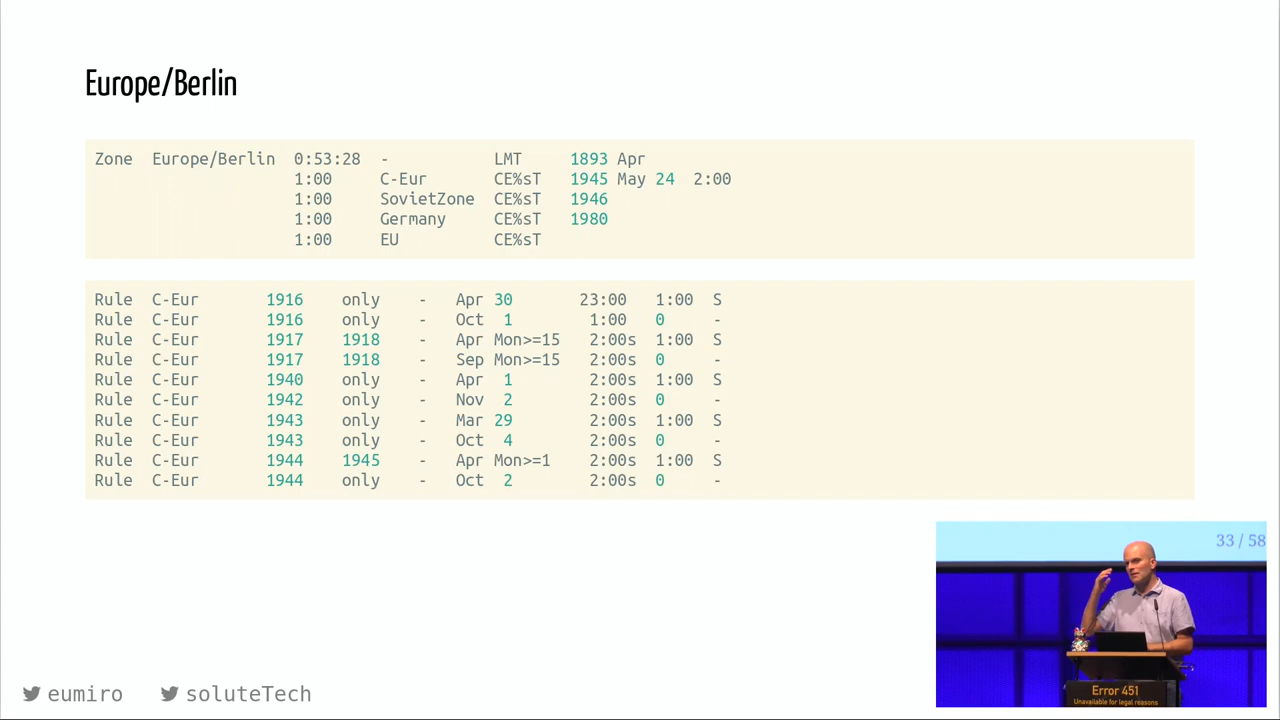 Europe/Berlin
Zone Europe/Berlin 0:53:28 - LMT 1893 Apr
1:00 C-Eur CE%sT 1945 May 24 2:00
1:00 SovietZone CE%sT 1946
1:00 Germany CE%sT 1980
1:00 EU CE%sT
Rule C-Eur 1916 only - Apr 30 23:00 1:00 S
Rule C-Eur 1916 only - Oct 1 1:00 0 -
Rule C-Eur 1917 1918 - Apr Mon>=15 2:00s 1:00 S
Rule C-Eur 1917 1918 - Sep Mon>=15 2:00s 0 -
Rule C-Eur 1940 only - Apr 1 2:00s 1:00 S
Rule C-Eur 1942 only - Nov 2 2:00s 0 -
Rule C-Eur 1943 only - Mar 29 2:00s 1:00 S
Rule C-Eur 1943 only - Oct 4 2:00s 0 -
Rule C-Eur 1944 1945 - Apr Mon>=1 2:00s 1:00 S
Rule C-Eur 1944 only - Oct 2 2:00s 0 -
33 / 58
Error 451
Unavailable for legal reasons
eumiro soluteTech